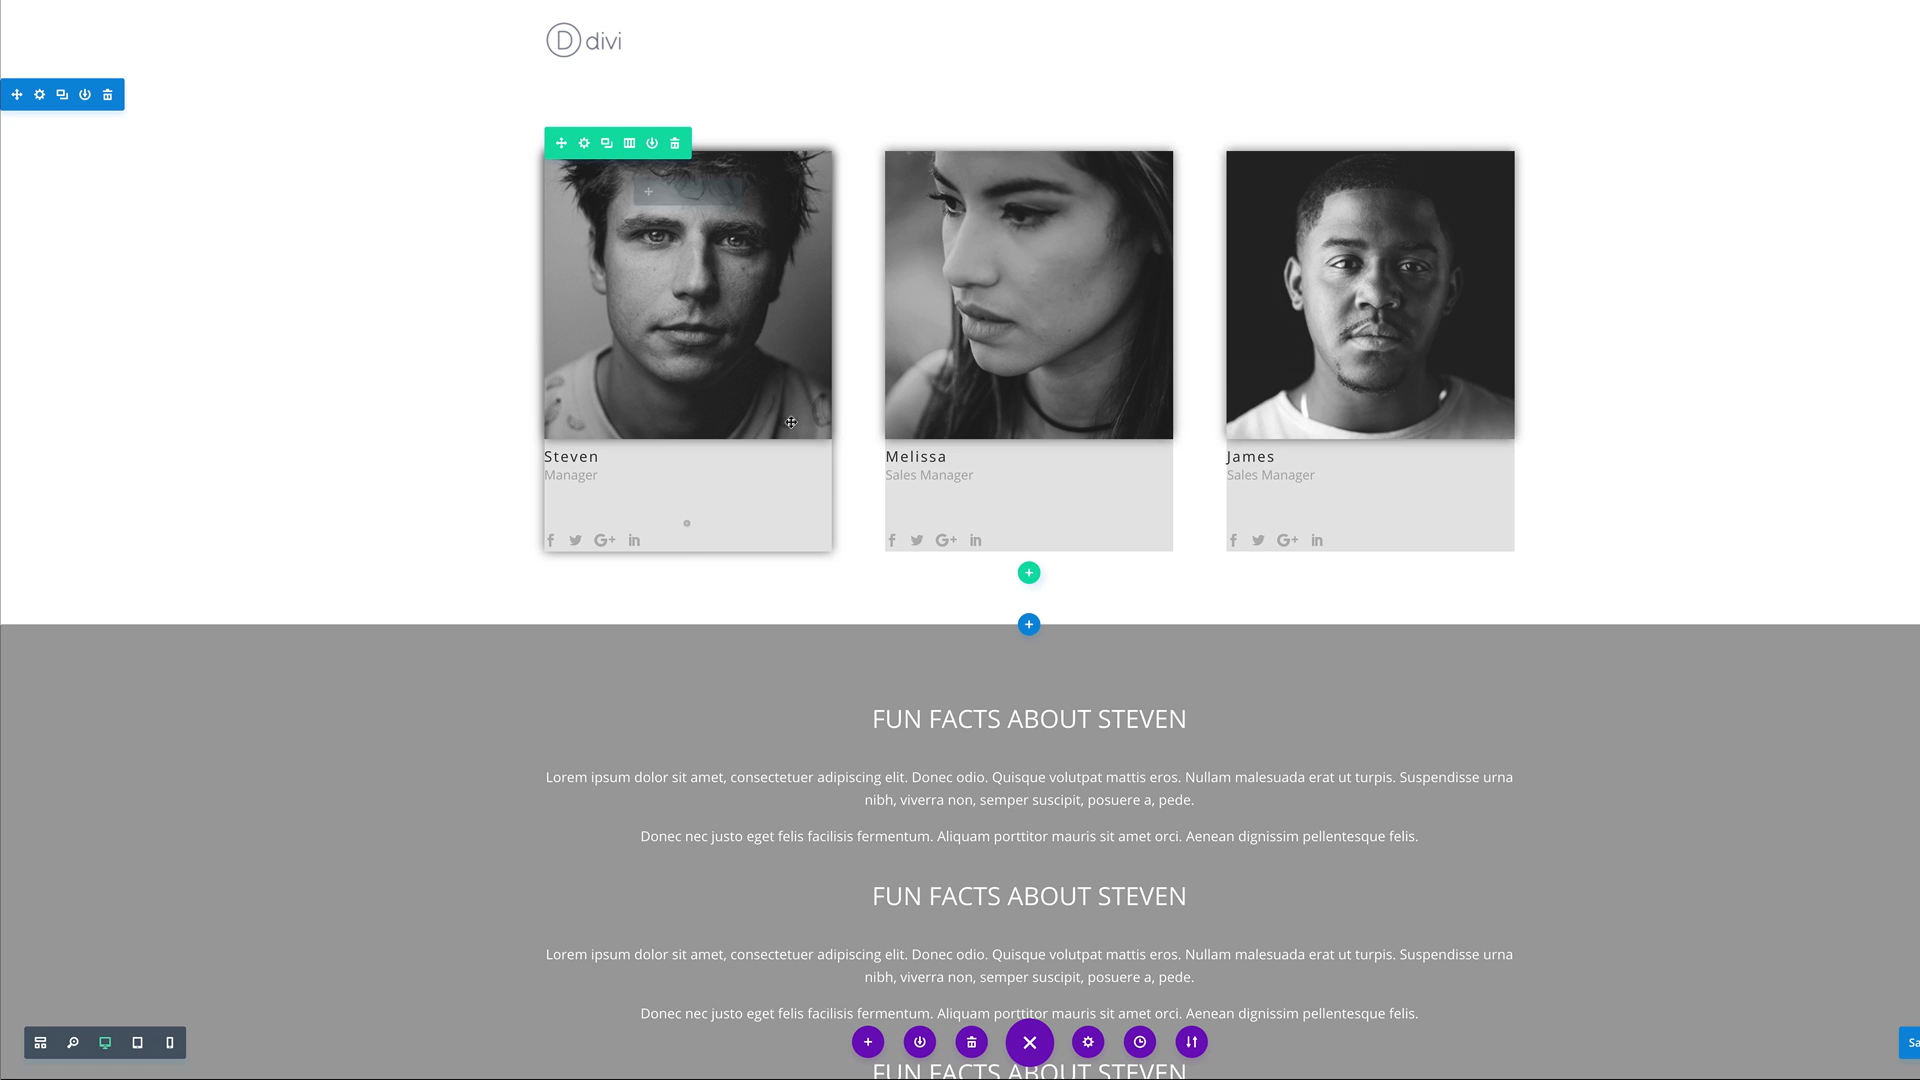 D divi
Steven
Manager
Melissa
Sales Manager
James
Sales Manager
f G+ in
f G+ in
f G+ in
FUN FACTS ABOUT STEVEN
Lorem ipsum dolor sit amet, consectetuer adipiscing elit. Donec odio. Quisque volutpat mattis eros. Nullam malesuada erat ut turpis. Suspendisse urna
nibh, viverra non, semper suscipit, posuere a, pede.
Donec nec justo eget felis facilisis fermentum. Aliquam porttitor mauris sit amet orci. Aenean dignissim pellentesque felis.
FUN FACTS ABOUT STEVEN
Lorem ipsum dolor sit amet, consectetuer adipiscing elit. Donec odio. Quisque volutpat mattis eros. Nullam malesuada erat ut turpis. Suspendisse urna
nibh, viverra non, semper suscipit, posuere a, pede.
Donec nec justo eget felis facilisis fermentum. Aliquam porttitor mauris sit amet orci. Aenean dignissim pellentesque felis.
Sa
FUN FACTS ABOUT STEVEN